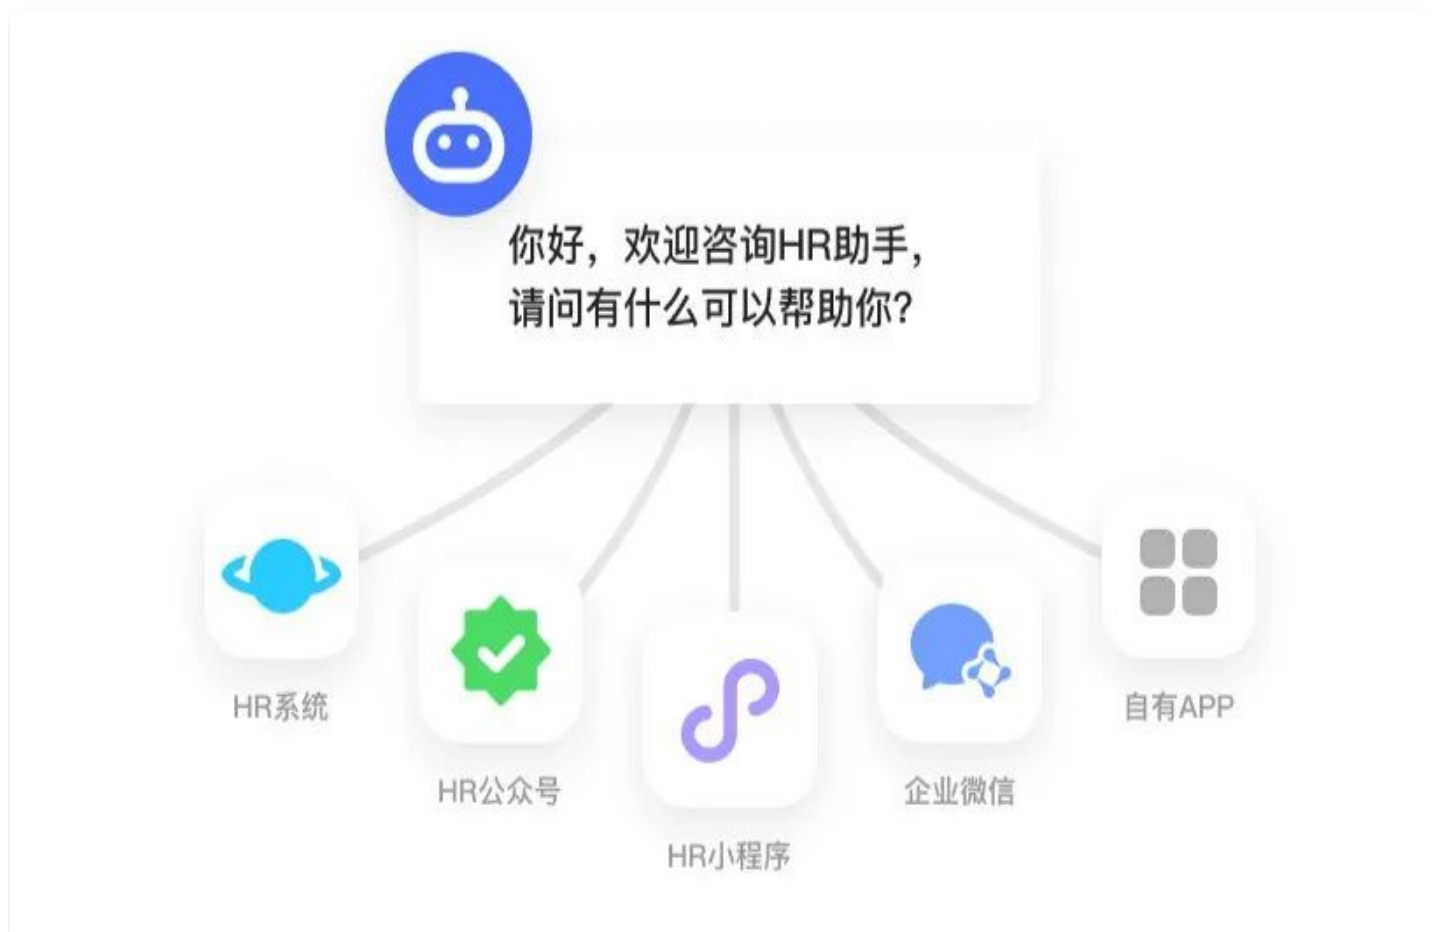 你好，欢迎咨询HR助手，
请问有什么可以帮助你?
HR系统
HR公众号
HR小程序
企业微信
自有APP